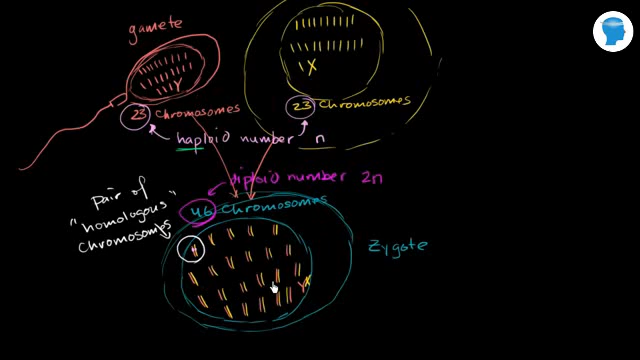 gamete
Y
X
23 Chromosomes
23 Chromosomes
haploid number n
diploid number 2n
pair of
"homologous"
chromosomes
46 Chromosomes
Zygote
Y X